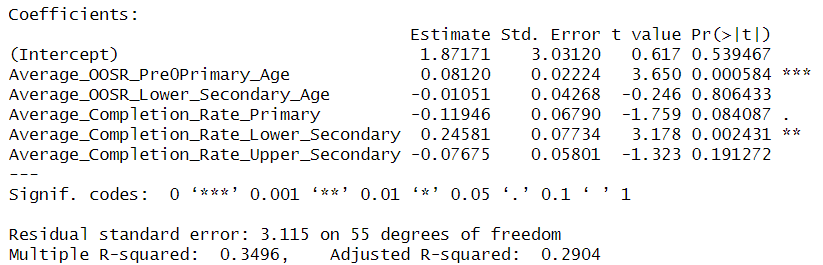 Coefficients:
Estimate Std. Error t value Pr(>|t|)
(Intercept) 1.87171 3.03120 0.617 0.539467
Average_OOSR_Pre0Primary_Age 0.08120 0.02224 3.650 0.000584 ***
Average_OOSR_Lower_Secondary_Age -0.01051 0.04268 -0.246 0.806433
Average_Completion_Rate_Primary -0.11946 0.06790 -1.759 0.084087 .
Average_Completion_Rate_Lower_Secondary 0.24581 0.07734 3.178 0.002431 **
Average_Completion_Rate_Upper_Secondary -0.07675 0.05801 -1.323 0.191272
---
Signif. codes: 0 ‘***’ 0.001 ‘**’ 0.01 ‘*’ 0.05 ‘.’ 0.1 ‘ ’ 1
Residual standard error: 3.115 on 55 degrees of freedom
Multiple R-squared: 0.3496, Adjusted R-squared: 0.2904